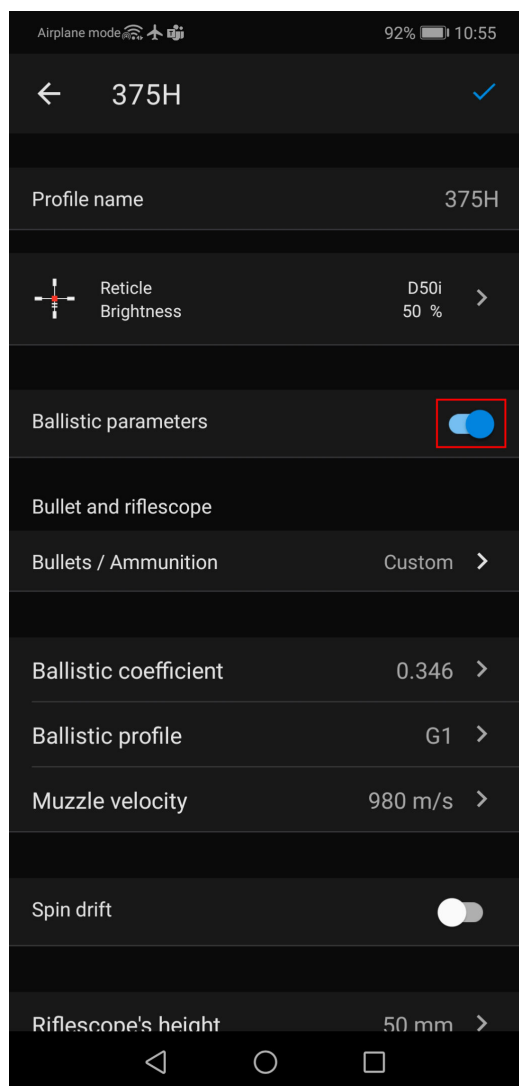 Airplane mode 92% 10:55
375H
Profile name 375H
Reticle D50i
Brightness 50 %
Ballistic parameters
Bullet and riflescope
Bullets / Ammunition Custom
Ballistic coefficient 0.346
Ballistic profile G1
Muzzle velocity 980 m/s
Spin drift
Riflescope's height 50 mm